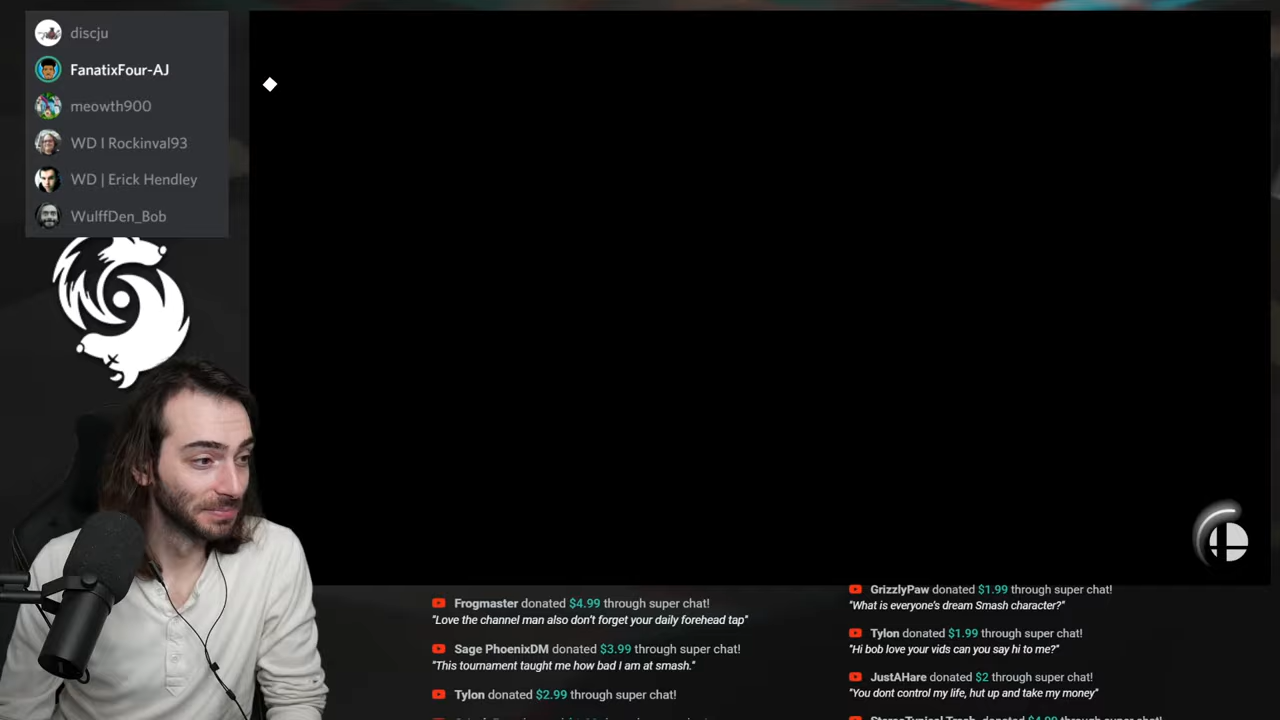 discju
FanatixFour-AJ
meowth900
WD I Rockinval93
WD | Erick Hendley
WulffDen_Bob
Frogmaster donated $4.99 through super chat!
"Love the channel man also don't forget your daily forehead tap"
Sage PhoenixDM donated $3.99 through super chat!
"This tournament taught me how bad I am at smash."
Tylon donated $2.99 through super chat!
GrizzlyPaw donated $1.99 through super chat!
"What is everyone's dream Smash character?"
Tylon donated $1.99 through super chat!
"Hi bob love your vids can you say hi to me?"
JustAHare donated $2 through super chat!
"You dont control my life, hut up and take my money"